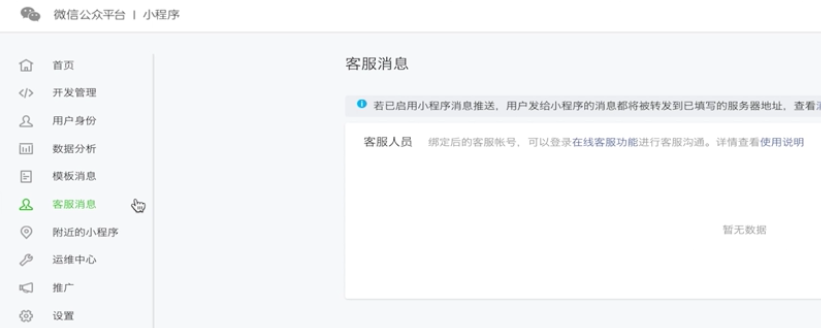 微信公众平台 | 小程序
首页
开发管理
用户身份
数据分析
模板消息
客服消息
附近的小程序
运维中心
推广
设置
客服消息
若已启用小程序消息推送，用户发给小程序的消息都将被转发到已填写的服务器地址，查看
客服人员 绑定后的客服帐号，可以登录在线客服功能进行客服沟通。详情查看使用说明
暂无数据